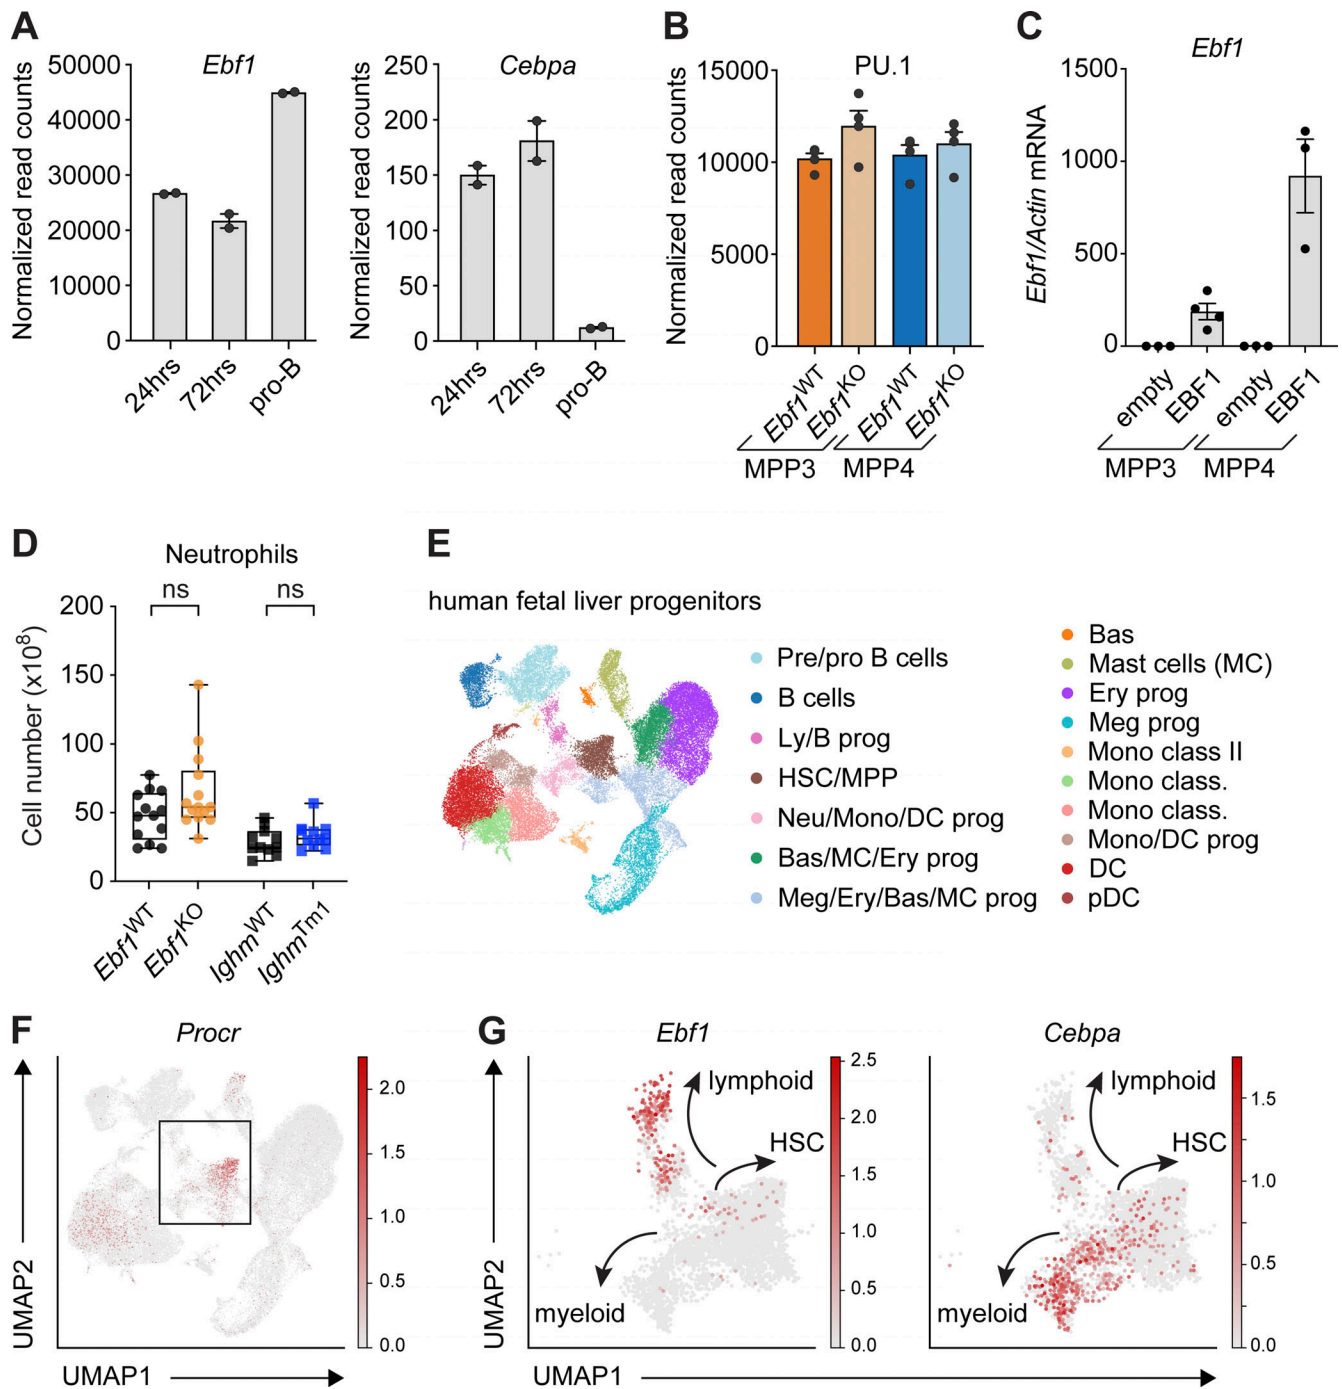 A
Ebf1
Normalized read counts
50000
40000
30000
20000
10000
0
24hrs
72hrs
pro-B
Cebpa
Normalized read counts
250
200
150
100
50
0
24hrs
72hrs
pro-B
B
PU.1
Normalized read counts
15000
10000
5000
0
Ebf1WT
Ebf1KO
Ebf1WT
Ebf1KO
MPP3
MPP4
C
Ebf1
Ebf1/Actin mRNA
1500
1000
500
0
empty
EBF1
empty
EBF1
MPP3
MPP4
D
Neutrophils
ns
ns
Cell number (x10⁸)
200
150
100
50
0
Ebf1WT
Ebf1KO
IghmWT
IghmTm1
E
human fetal liver progenitors
Pre/pro B cells
B cells
Ly/B prog
HSC/MPP
Neu/Mono/DC prog
Bas/MC/Ery prog
Meg/Ery/Bas/MC prog
Bas
Mast cells (MC)
Ery prog
Meg prog
Mono class II
Mono class.
Mono class.
Mono/DC prog
DC
pDC
F
Procr
UMAP2
UMAP1
2.0
1.5
1.0
0.5
0.0
G
Ebf1
UMAP2
lymphoid
HSC
myeloid
2.5
2.0
1.5
1.0
0.5
0.0
Cebpa
lymphoid
HSC
myeloid
1.5
1.0
0.5
0.0
UMAP1